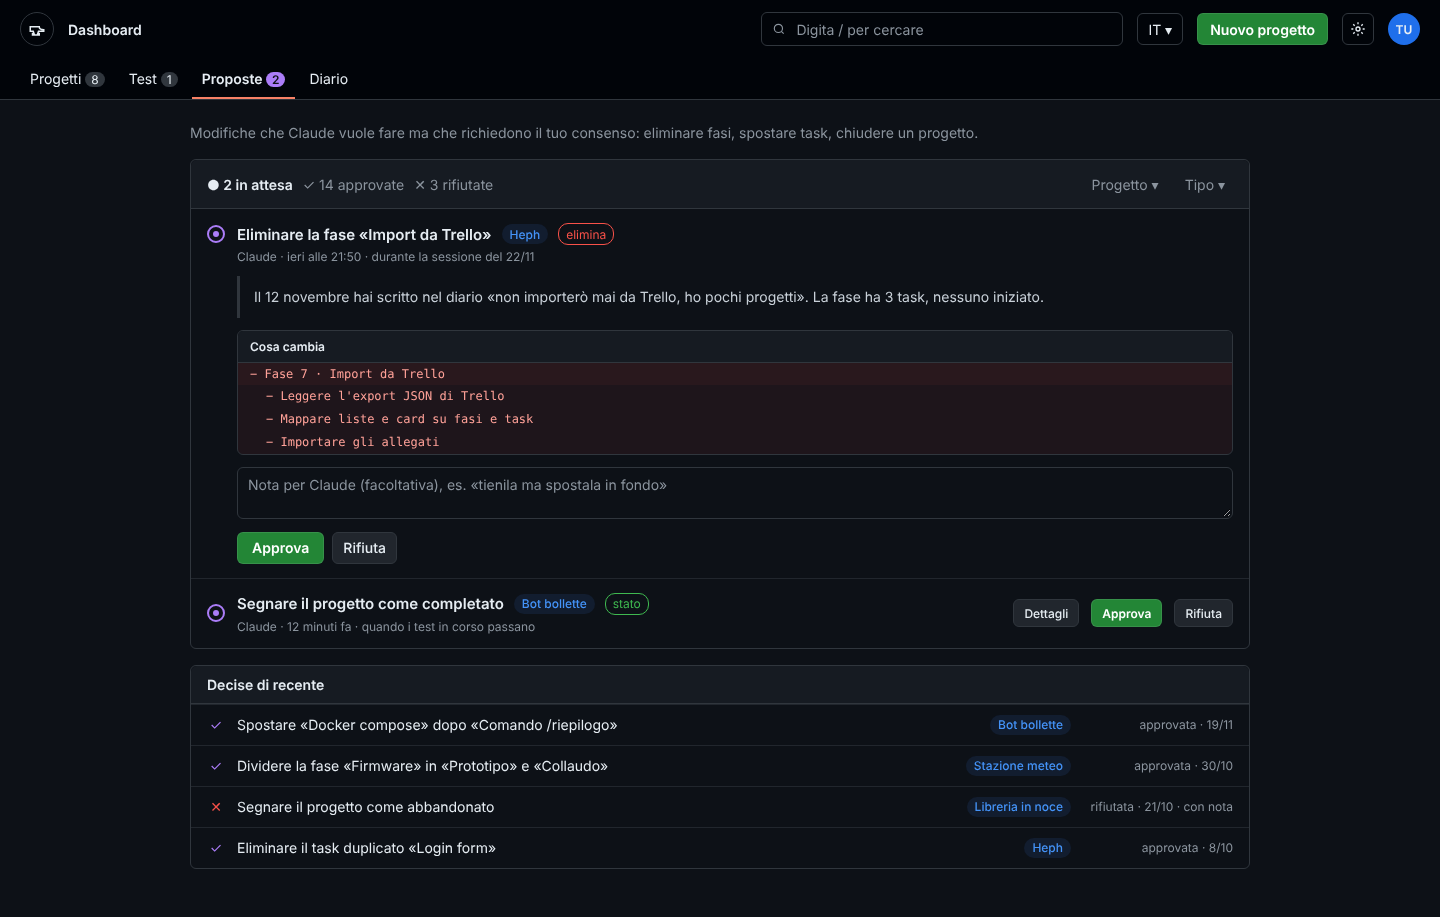 Dashboard
Digita / per cercare
IT ▾
Nuovo progetto
TU
Progetti 8
Test 1
Proposte 2
Diario
Modifiche che Claude vuole fare ma che richiedono il tuo consenso: eliminare fasi, spostare task, chiudere un progetto.
2 in attesa ✓ 14 approvate ✕ 3 rifiutate
Progetto ▾ Tipo ▾
Eliminare la fase «Import da Trello» Heph elimina
Claude · ieri alle 21:50 · durante la sessione del 22/11
Il 12 novembre hai scritto nel diario «non importerò mai da Trello, ho pochi progetti». La fase ha 3 task, nessuno iniziato.
Cosa cambia
− Fase 7 · Import da Trello
− Leggere l'export JSON di Trello
− Mappare liste e card su fasi e task
− Importare gli allegati
Nota per Claude (facoltativa), es. «tienila ma spostala in fondo»
Approva Rifiuta
Segnare il progetto come completato Bot bollette stato
Claude · 12 minuti fa · quando i test in corso passano
Dettagli Approva Rifiuta
Decise di recente
✓ Spostare «Docker compose» dopo «Comando /riepilogo» Bot bollette approvata · 19/11
✓ Dividere la fase «Firmware» in «Prototipo» e «Collaudo» Stazione meteo approvata · 30/10
✕ Segnare il progetto come abbandonato Libreria in noce rifiutata · 21/10 · con nota
✓ Eliminare il task duplicato «Login form» Heph approvata · 8/10